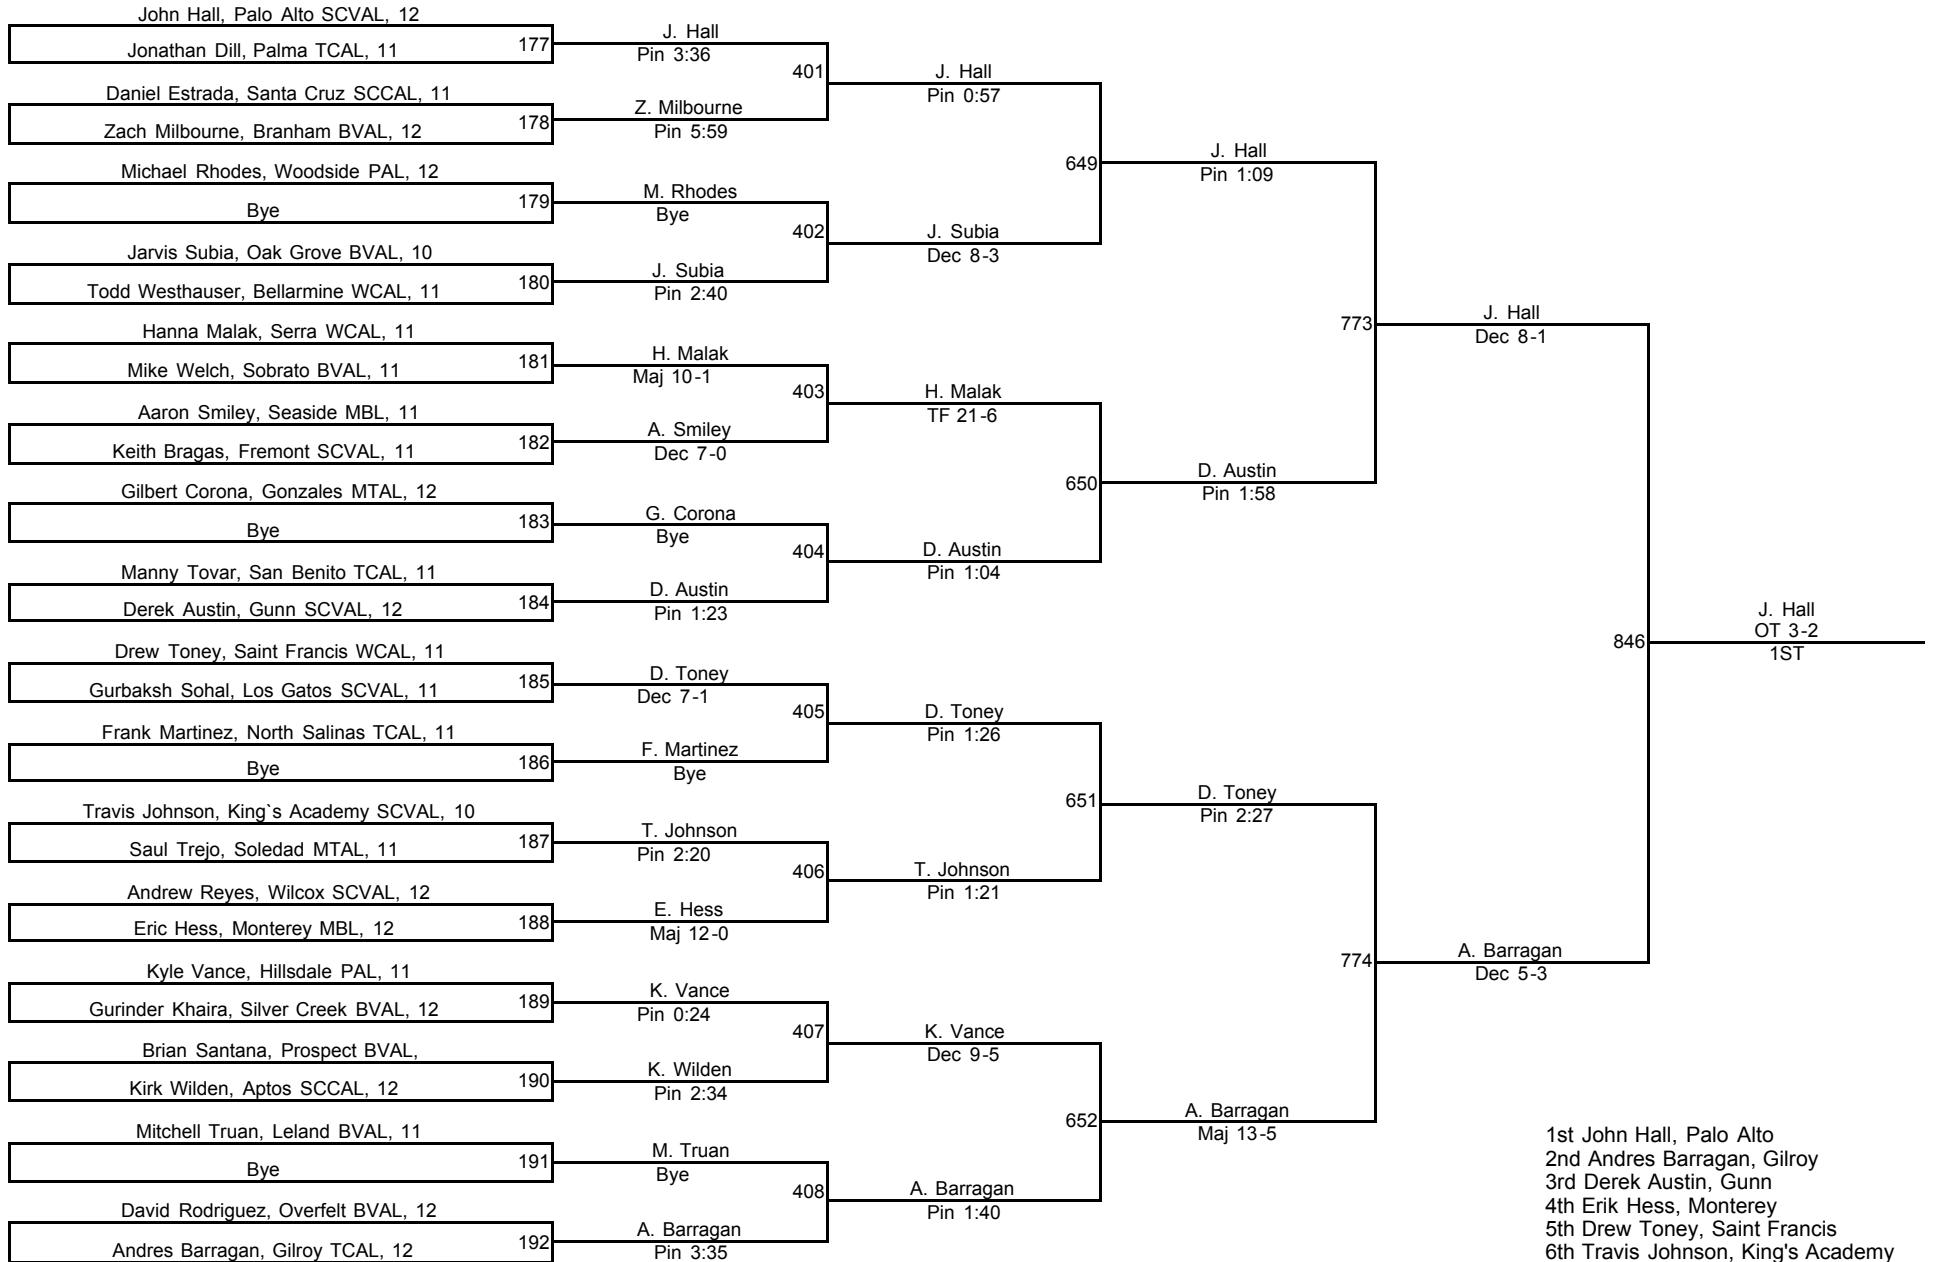 John Hall, Palo Alto SCVAL, 12
177
Jonathan Dill, Palma TCAL, 11
Daniel Estrada, Santa Cruz SCCAL, 11
178
Zach Milbourne, Branham BVAL, 12
Michael Rhodes, Woodside PAL, 12
179
Bye
Jarvis Subia, Oak Grove BVAL, 10
180
Todd Westhauser, Bellarmine WCAL, 11
Hanna Malak, Serra WCAL, 11
181
Mike Welch, Sobrato BVAL, 11
Aaron Smiley, Seaside MBL, 11
182
Keith Bragas, Fremont SCVAL, 11
Gilbert Corona, Gonzales MTAL, 12
183
Bye
Manny Tovar, San Benito TCAL, 11
184
Derek Austin, Gunn SCVAL, 12
Drew Toney, Saint Francis WCAL, 11
185
Gurbaksh Sohal, Los Gatos SCVAL, 11
Frank Martinez, North Salinas TCAL, 11
186
Bye
Travis Johnson, King`s Academy SCVAL, 10
187
Saul Trejo, Soledad MTAL, 11
Andrew Reyes, Wilcox SCVAL, 12
188
Eric Hess, Monterey MBL, 12
Kyle Vance, Hillsdale PAL, 11
189
Gurinder Khaira, Silver Creek BVAL, 12
Brian Santana, Prospect BVAL,
190
Kirk Wilden, Aptos SCCAL, 12
Mitchell Truan, Leland BVAL, 11
191
Bye
David Rodriguez, Overfelt BVAL, 12
192
Andres Barragan, Gilroy TCAL, 12
J. Hall
Pin 3:36
401
Z. Milbourne
Pin 5:59
M. Rhodes
Bye
402
J. Subia
Pin 2:40
H. Malak
Maj 10-1
403
A. Smiley
Dec 7-0
G. Corona
Bye
404
D. Austin
Pin 1:23
D. Toney
Dec 7-1
405
F. Martinez
Bye
T. Johnson
Pin 2:20
406
E. Hess
Maj 12-0
K. Vance
Pin 0:24
407
K. Wilden
Pin 2:34
M. Truan
Bye
408
A. Barragan
Pin 3:35
J. Hall
Pin 0:57
649
J. Subia
Dec 8-3
H. Malak
TF 21-6
650
D. Austin
Pin 1:04
D. Toney
Pin 1:26
651
T. Johnson
Pin 1:21
K. Vance
Dec 9-5
652
A. Barragan
Pin 1:40
J. Hall
Pin 1:09
773
D. Austin
Pin 1:58
D. Toney
Pin 2:27
774
A. Barragan
Maj 13-5
J. Hall
Dec 8-1
846
A. Barragan
Dec 5-3
J. Hall
OT 3-2
1ST
1st John Hall, Palo Alto
2nd Andres Barragan, Gilroy
3rd Derek Austin, Gunn
4th Erik Hess, Monterey
5th Drew Toney, Saint Francis
6th Travis Johnson, King's Academy